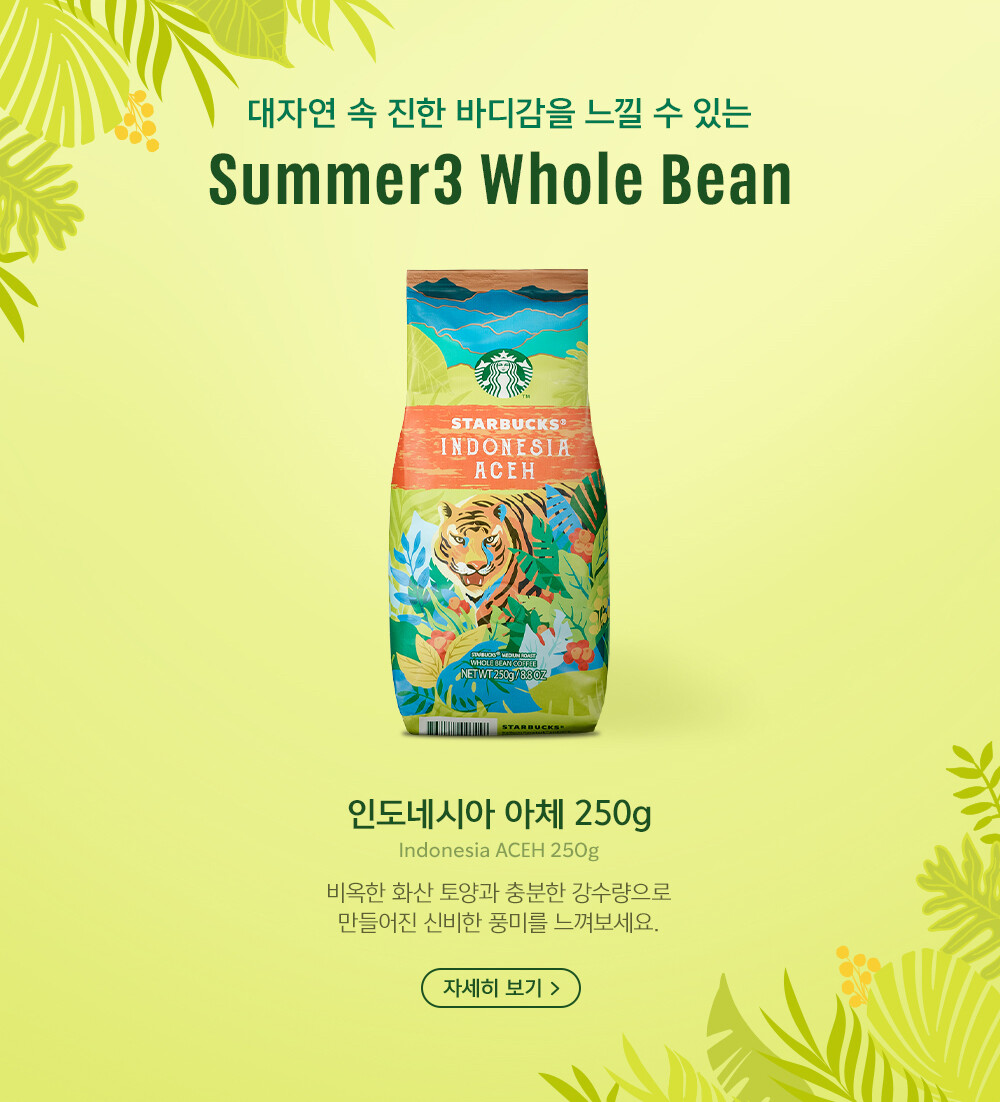 대자연 속 진한 바디감을 느낄 수 있는
Summer3 Whole Bean
TM
STARBUCKS®
INDONESIA
ACEH
STARBUCKS® MEDIUM ROAST
WHOLE BEAN COFFEE
NET WT 250g / 8.8 OZ
STARBUCKS®
인도네시아 아체 250g
Indonesia ACEH 250g
비옥한 화산 토양과 충분한 강수량으로
만들어진 신비한 풍미를 느껴보세요.
자세히 보기 >